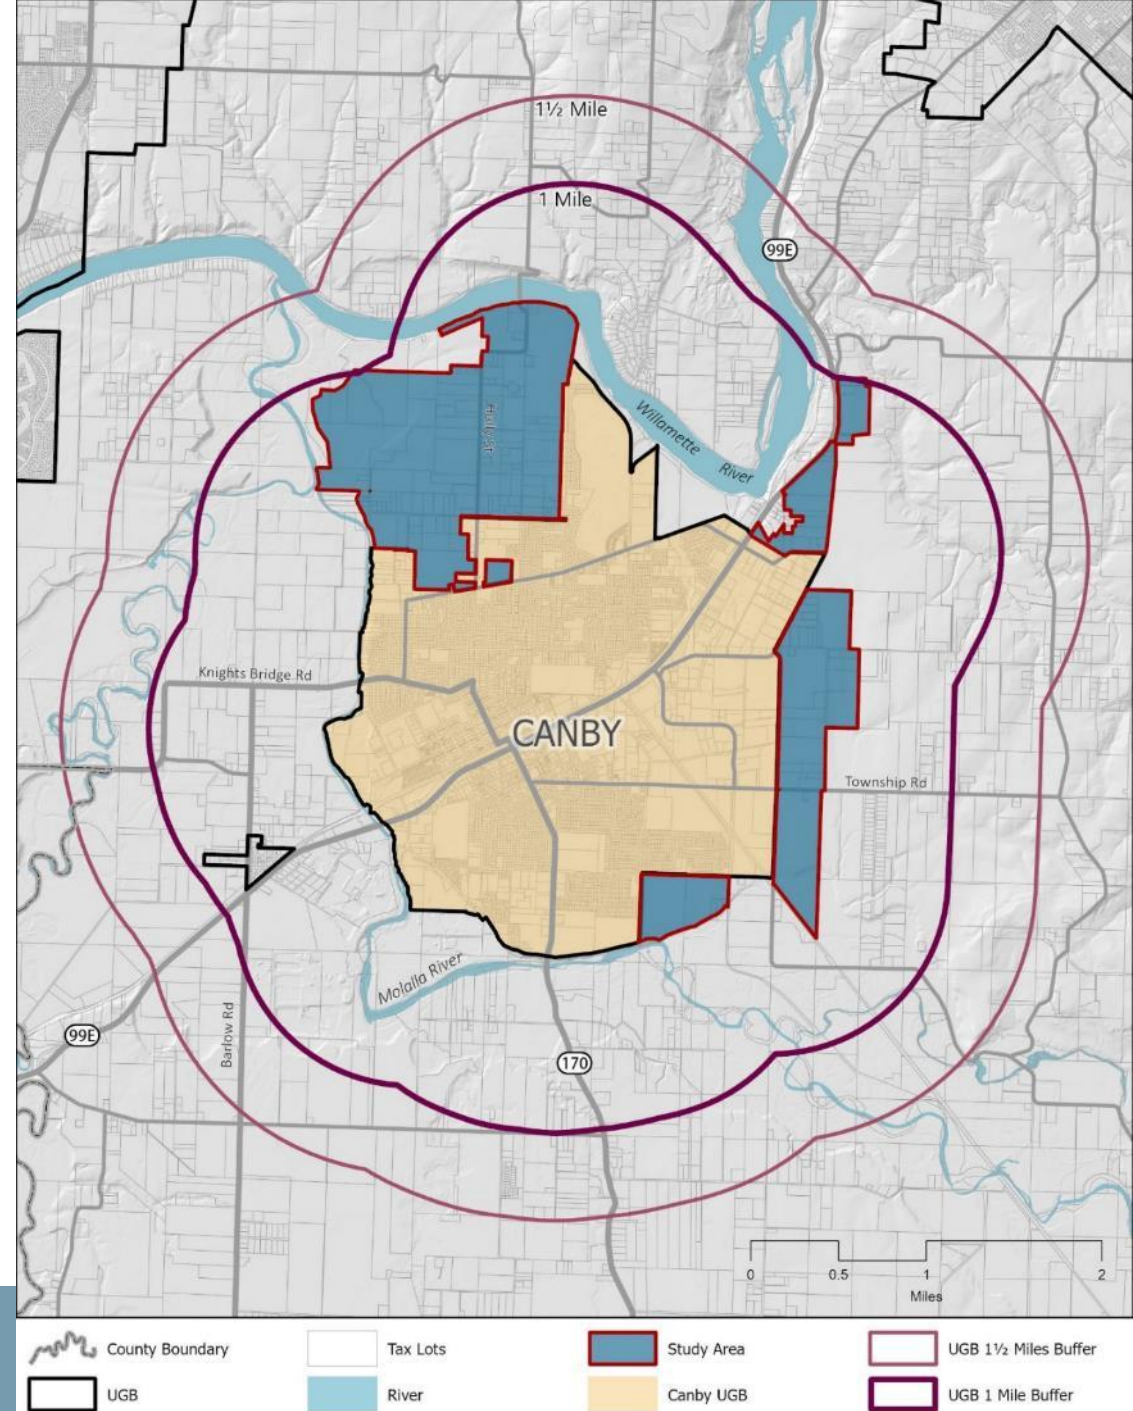 1½ Mile
1 Mile
99E
Holly St
Willamette
River
Knights Bridge Rd
CANBY
Township Rd
Molalla River
Barlow Rd
99E
170
0 0.5 1 2
Miles
County Boundary
Tax Lots
Study Area
UGB 1½ Miles Buffer
UGB
River
Canby UGB
UGB 1 Mile Buffer